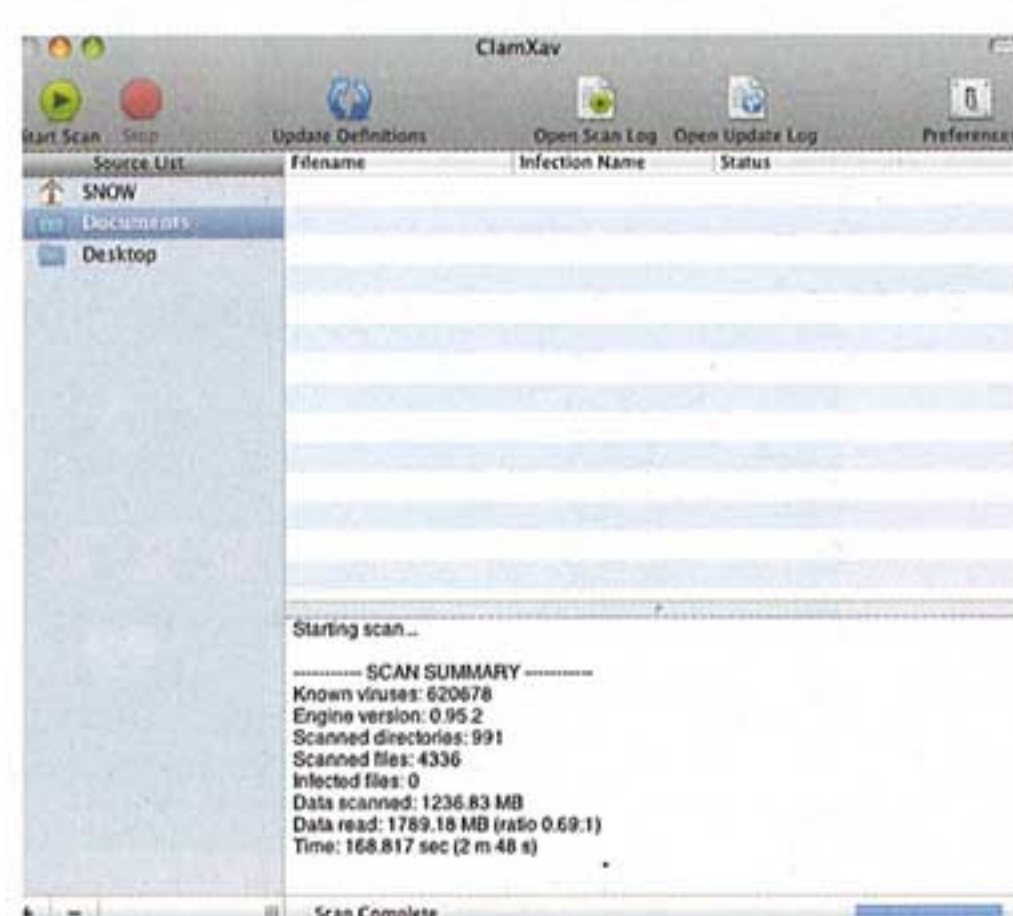 ClamXav
Start Scan Stop Update Definitions Open Scan Log Open Update Log Preferences
Source List Filename Infection Name Status
SNOW
Documents
Desktop
Starting scan...
----------- SCAN SUMMARY -----------
Known viruses: 620678
Engine version: 0.95.2
Scanned directories: 991
Scanned files: 4336
Infected files: 0
Data scanned: 1236.83 MB
Data read: 1789.18 MB (ratio 0.69:1)
Time: 168.817 sec (2 m 48 s)
Scan Complete